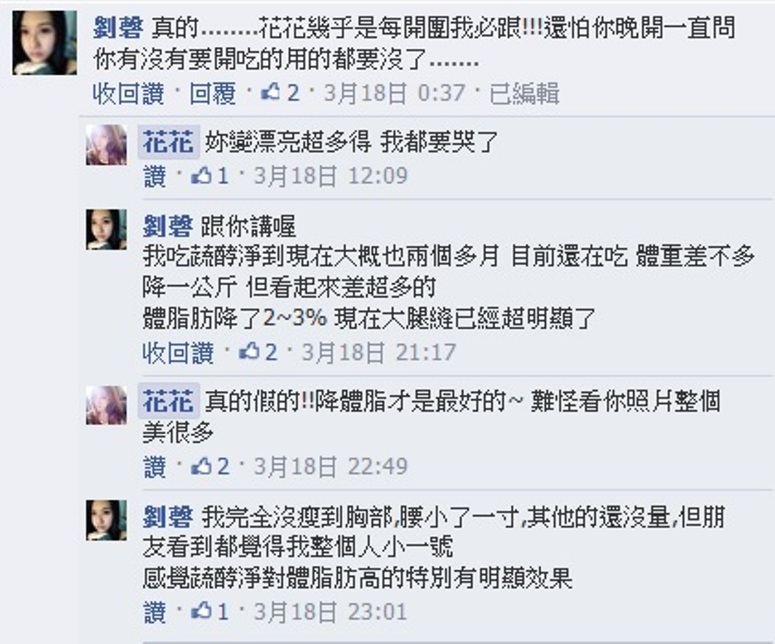 劉磬 真的........花花幾乎是每開團我必跟!!!還怕你晚開一直問
你有沒有要開吃的用的都要沒了.......
收回讚 · 回覆 · 2 · 3月18日 0:37 · 已編輯
花花 妳變漂亮超多得 我都要哭了
讚 · 1 · 3月18日 12:09
劉磬 跟你講喔
我吃蔬酵淨到現在大概也兩個多月 目前還在吃 體重差不多
降一公斤 但看起來差超多的
體脂肪降了2~3% 現在大腿縫已經超明顯了
收回讚 · 2 · 3月18日 21:17
花花 真的假的!!降體脂才是最好的~ 難怪看你照片整個
美很多
讚 · 2 · 3月18日 22:49
劉磬 我完全沒瘦到胸部,腰小了一寸,其他的還沒量,但朋
友看到都覺得我整個人小一號
感覺蔬酵淨對體脂肪高的特別有明顯效果
讚 · 1 · 3月18日 23:01